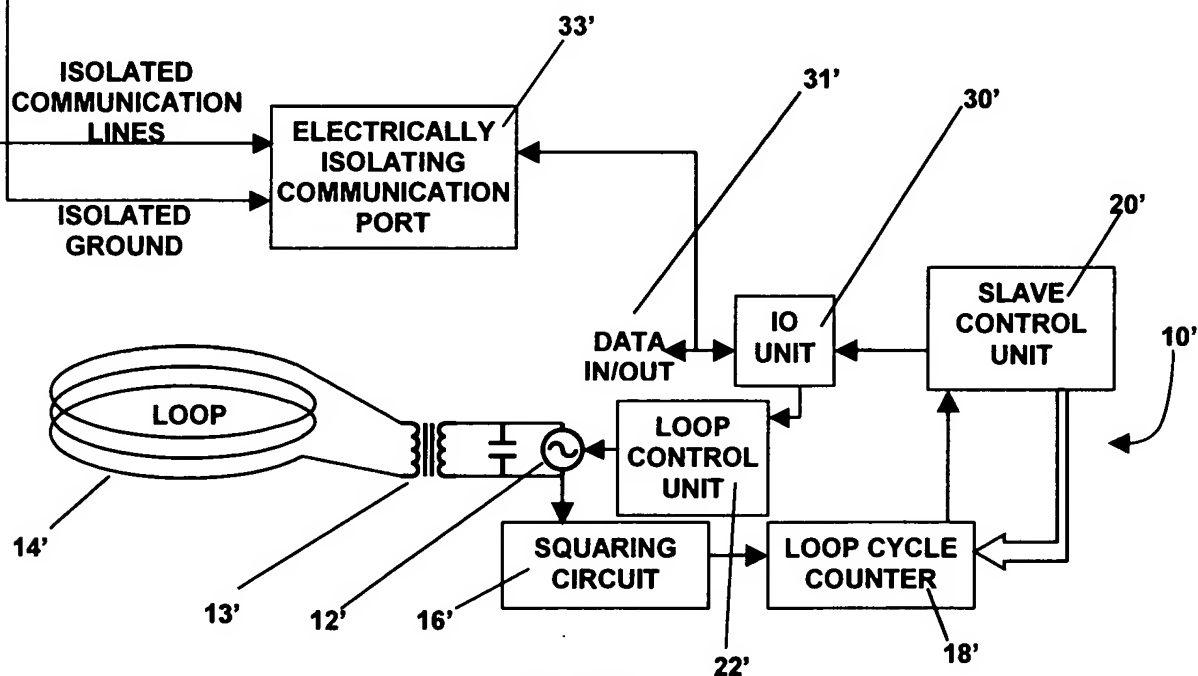 33'
ISOLATED
COMMUNICATION
LINES
ELECTRICALLY
ISOLATING
COMMUNICATION
PORT
ISOLATED
GROUND
31'
30'
20'
SLAVE
CONTROL
UNIT
IO
UNIT
DATA
IN/OUT
10'
LOOP
LOOP
CONTROL
UNIT
SQUARING
CIRCUIT
LOOP CYCLE
COUNTER
14'
13'
12'
16'
22'
18'